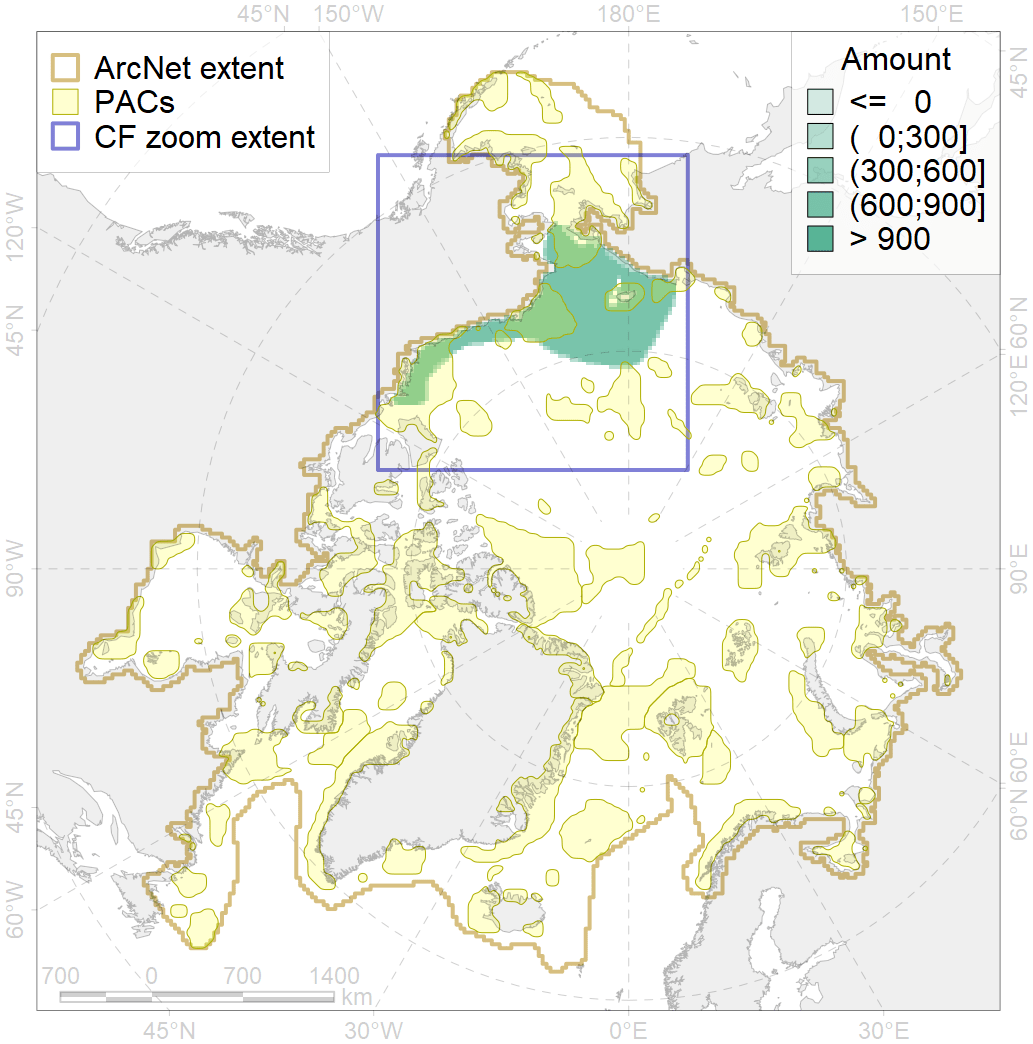 45°N 150°W 180°E 150°E
ArcNet extent
PACs
CF zoom extent
Amount
<= 0
( 0;300]
(300;600]
(600;900]
> 900
45°N
120°W
45°N
60°N
120°E
90°W
90°E
45°N
60°W
60°E
60°N
700 0 700 1400
km
45°N 30°W 0°E 30°E